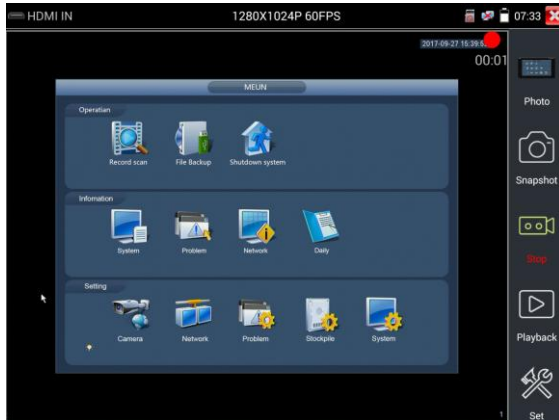 HDMI IN 1280X1024P 60FPS 07:33
2017-09-27 15:39:5
00:01
MEUN
Operatian
Record scan File Backup Shutdown system
Infomation
System Problem Network Daily
Setting
Camera Network Problem Stockpile System
1
Photo
Snapshot
Stop
Playback
Set